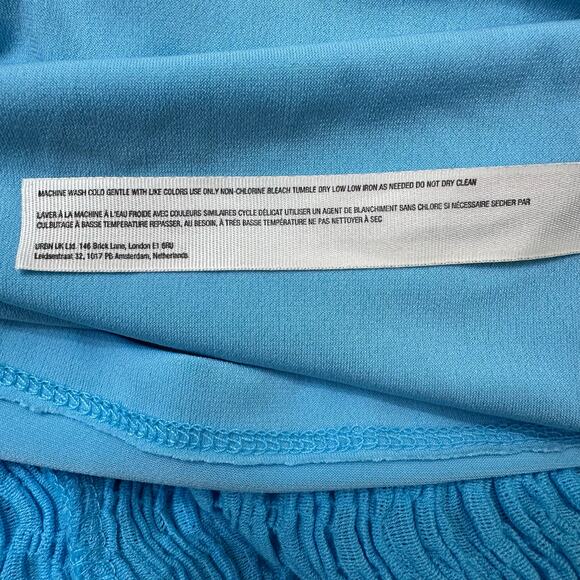 MACHINE WASH COLD GENTLE WITH LIKE COLORS USE ONLY NON-CHLORINE BLEACH TUMBLE DRY LOW LOW IRON AS NEEDED DO NOT DRY CLEAN
LAVER À LA MACHINE À L'EAU FROIDE AVEC COULEURS SIMILAIRES CYCLE DÉLICAT UTILISER UN AGENT DE BLANCHIMENT SANS CHLORE SI NÉCESSAIRE SÉCHER PAR
CULBUTAGE À BASSE TEMPÉRATURE REPASSER, AU BESOIN, À TRÉS BASSE TEMPÉRATURE NE PAS NETTOYER À SEC
URBN UK Ltd. 146 Brick Lane, London E1 6RU
Leidsestraat 32, 1017 PB Amsterdam, Netherlands